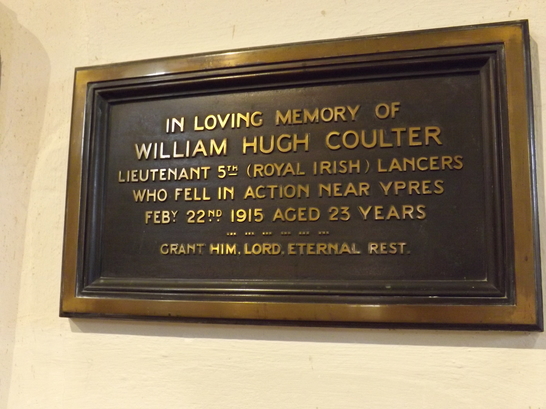 IN LOVING MEMORY OF
WILLIAM HUGH COULTER
LIEUTENANT 5TH (ROYAL IRISH) LANCERS
WHO FELL IN ACTION NEAR YPRES
FEBY 22ND 1915 AGED 23 YEARS
GRANT HIM, LORD, ETERNAL REST.